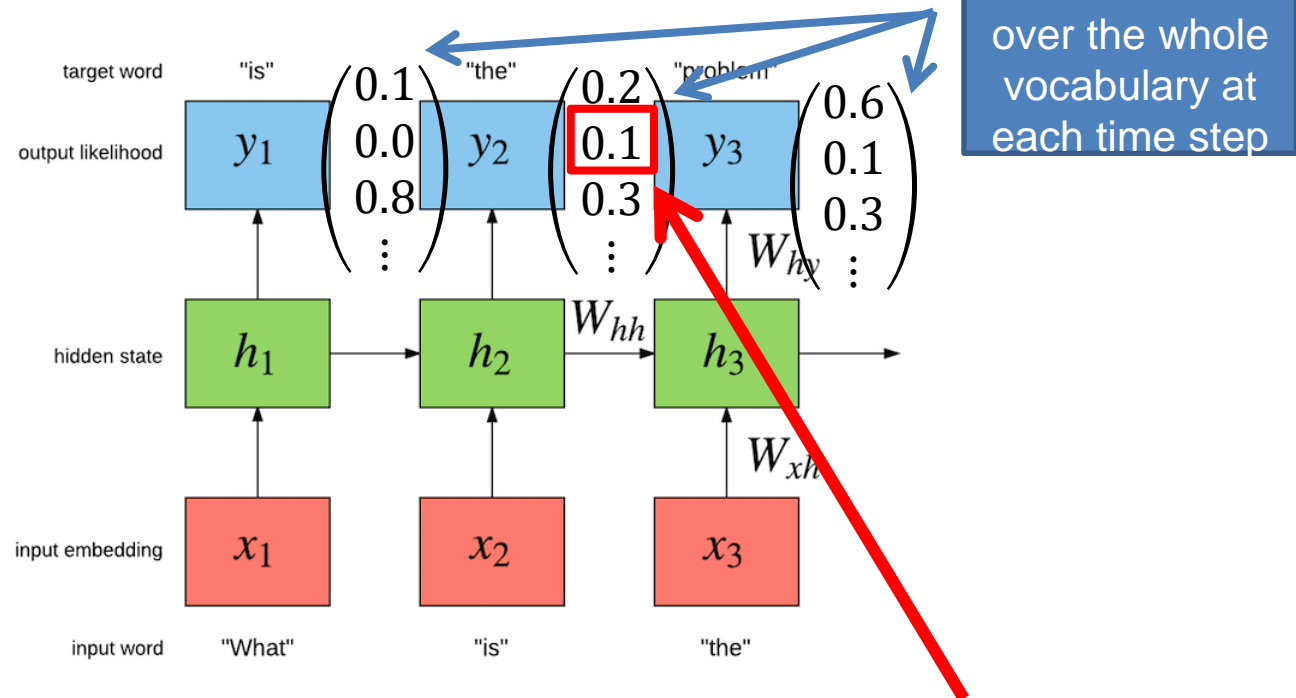 over the whole
vocabulary at
each time step
target word "is" "the" "problem"
output likelihood y1 y2 y3
0.1
0.0
0.8
⋮
0.2
0.1
0.3
⋮
0.6
0.1
0.3
⋮
Why
hidden state h1 h2 h3
Whh
Wxh
input embedding x1 x2 x3
input word "What" "is" "the"